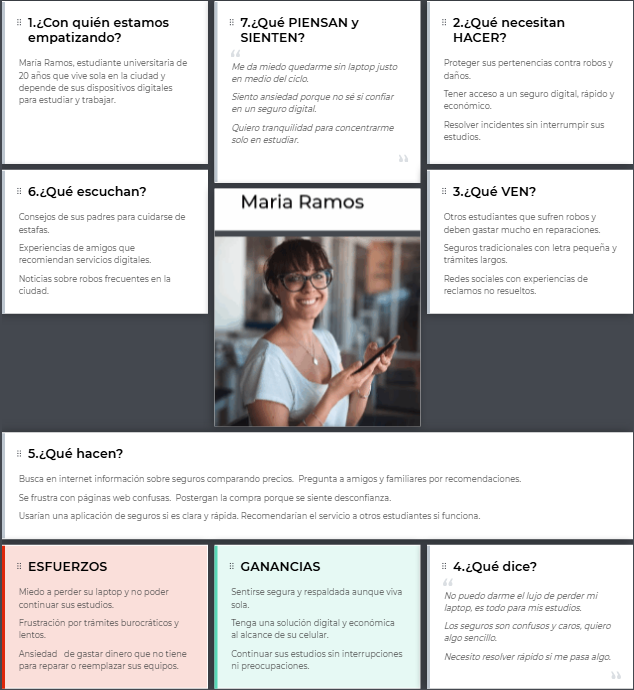 1.¿Con quién estamos
empatizando?
María Ramos, estudiante universitaria de
20 años que vive sola en la ciudad y
depende de sus dispositivos digitales
para estudiar y trabajar.
7.¿Qué PIENSAN y
SIENTEN?
“
Me da miedo quedarme sin laptop justo
en medio del ciclo.
Siento ansiedad porque no sé si confiar
en un seguro digital.
Quiero tranquilidad para concentrarme
solo en estudiar.
”
2.¿Qué necesitan
HACER?
Proteger sus pertenencias contra robos y
daños.
Tener acceso a un seguro digital, rápido y
económico.
Resolver incidentes sin interrumpir sus
estudios.
6.¿Qué escuchan?
Consejos de sus padres para cuidarse de
estafas.
Experiencias de amigos que
recomiendan servicios digitales.
Noticias sobre robos frecuentes en la
ciudad.
Maria Ramos
3.¿Qué VEN?
Otros estudiantes que sufren robos y
deben gastar mucho en reparaciones.
Seguros tradicionales con letra pequeña y
trámites largos.
Redes sociales con experiencias de
reclamos no resueltos.
5.¿Qué hacen?
Busca en internet información sobre seguros comparando precios. Pregunta a amigos y familiares por recomendaciones.
Se frustra con páginas web confusas. Postergan la compra porque se siente desconfianza.
Usarían una aplicación de seguros si es clara y rápida. Recomendarían el servicio a otros estudiantes si funciona.
ESFUERZOS
Miedo a perder su laptop y no poder
continuar sus estudios.
Frustración por trámites burocráticos y
lentos.
Ansiedad de gastar dinero que no tiene
para reparar o reemplazar sus equipos.
GANANCIAS
Sentirse segura y respaldada aunque viva
sola.
Tenga una solución digital y económica
al alcance de su celular.
Continuar sus estudios sin interrupciones
ni preocupaciones.
4.¿Qué dice?
“
No puedo darme el lujo de perder mi
laptop, es todo para mis estudios.
Los seguros son confusos y caros, quiero
algo sencillo.
Necesito resolver rápido si me pasa algo.
”